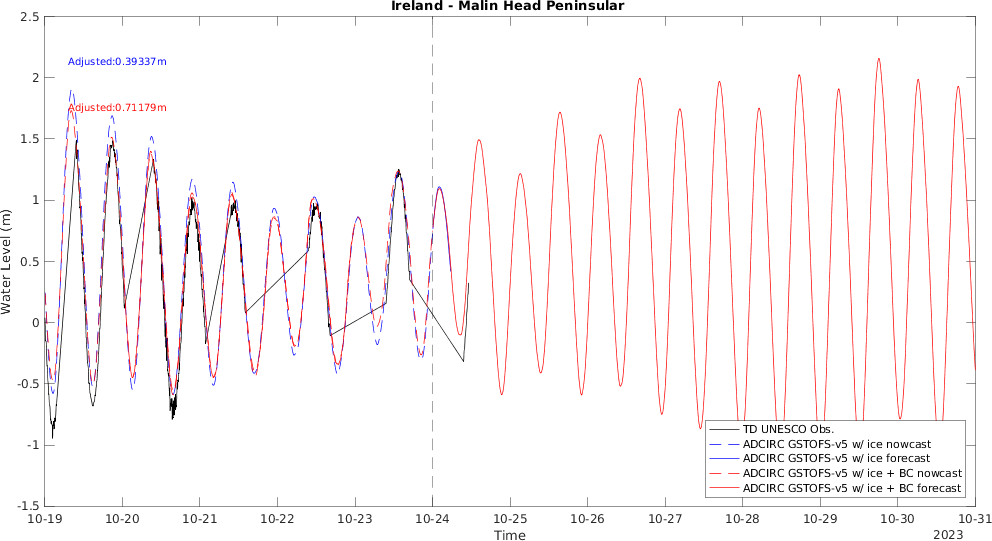 Ireland - Malin Head Peninsular
2.5
2
1.5
1
0.5
0
-0.5
-1
-1.5
Water Level (m)
Adjusted:0.39337m
Adjusted:0.71179m
TD UNESCO Obs.
ADCIRC GSTOFS-v5 w/ ice nowcast
ADCIRC GSTOFS-v5 w/ ice forecast
ADCIRC GSTOFS-v5 w/ ice + BC nowcast
ADCIRC GSTOFS-v5 w/ ice + BC forecast
10-19 10-20 10-21 10-22 10-23 10-24 10-25 10-26 10-27 10-28 10-29 10-30 10-31
Time
2023